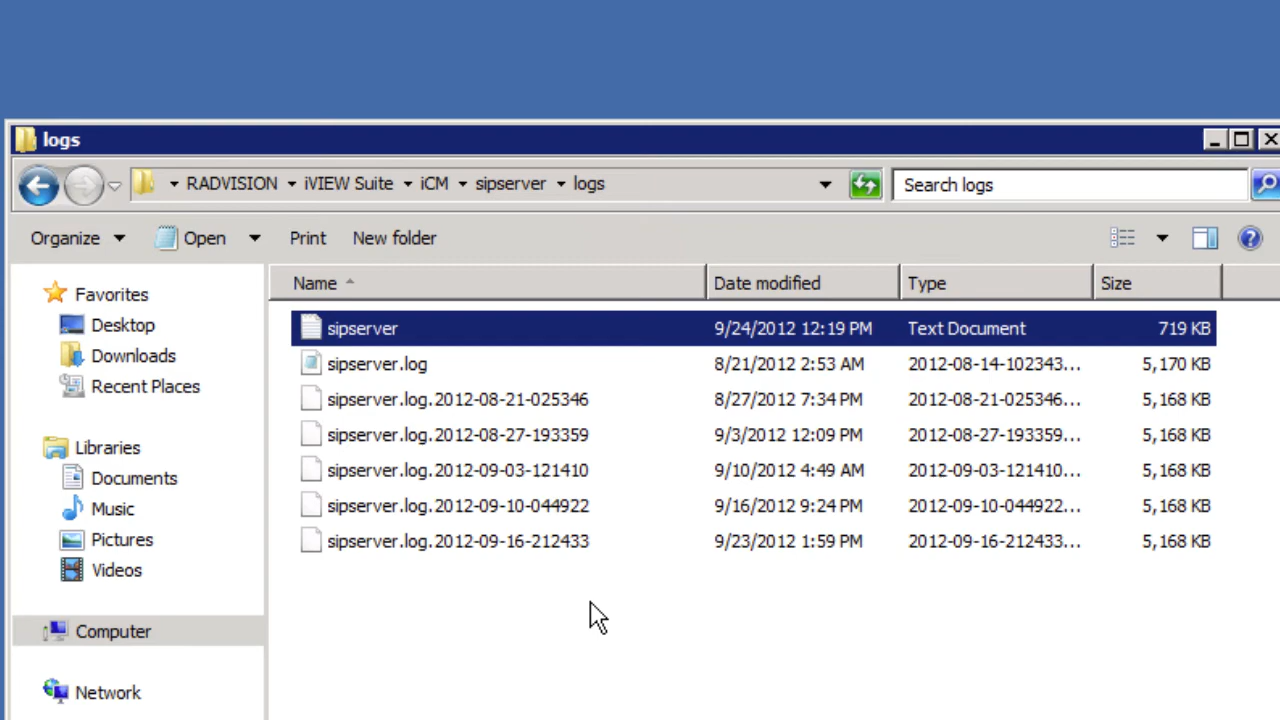 logs
RADVISION iVIEW Suite iCM sipserver logs Search logs
Organize Open Print New folder
Favorites
Desktop
Downloads
Recent Places
Libraries
Documents
Music
Pictures
Videos
Computer
Network
Name Date modified Type Size
sipserver 9/24/2012 12:19 PM Text Document 719 KB
sipserver.log 8/21/2012 2:53 AM 2012-08-14-102343... 5,170 KB
sipserver.log.2012-08-21-025346 8/27/2012 7:34 PM 2012-08-21-025346... 5,168 KB
sipserver.log.2012-08-27-193359 9/3/2012 12:09 PM 2012-08-27-193359... 5,168 KB
sipserver.log.2012-09-03-121410 9/10/2012 4:49 AM 2012-09-03-121410... 5,168 KB
sipserver.log.2012-09-10-044922 9/16/2012 9:24 PM 2012-09-10-044922... 5,168 KB
sipserver.log.2012-09-16-212433 9/23/2012 1:59 PM 2012-09-16-212433... 5,168 KB